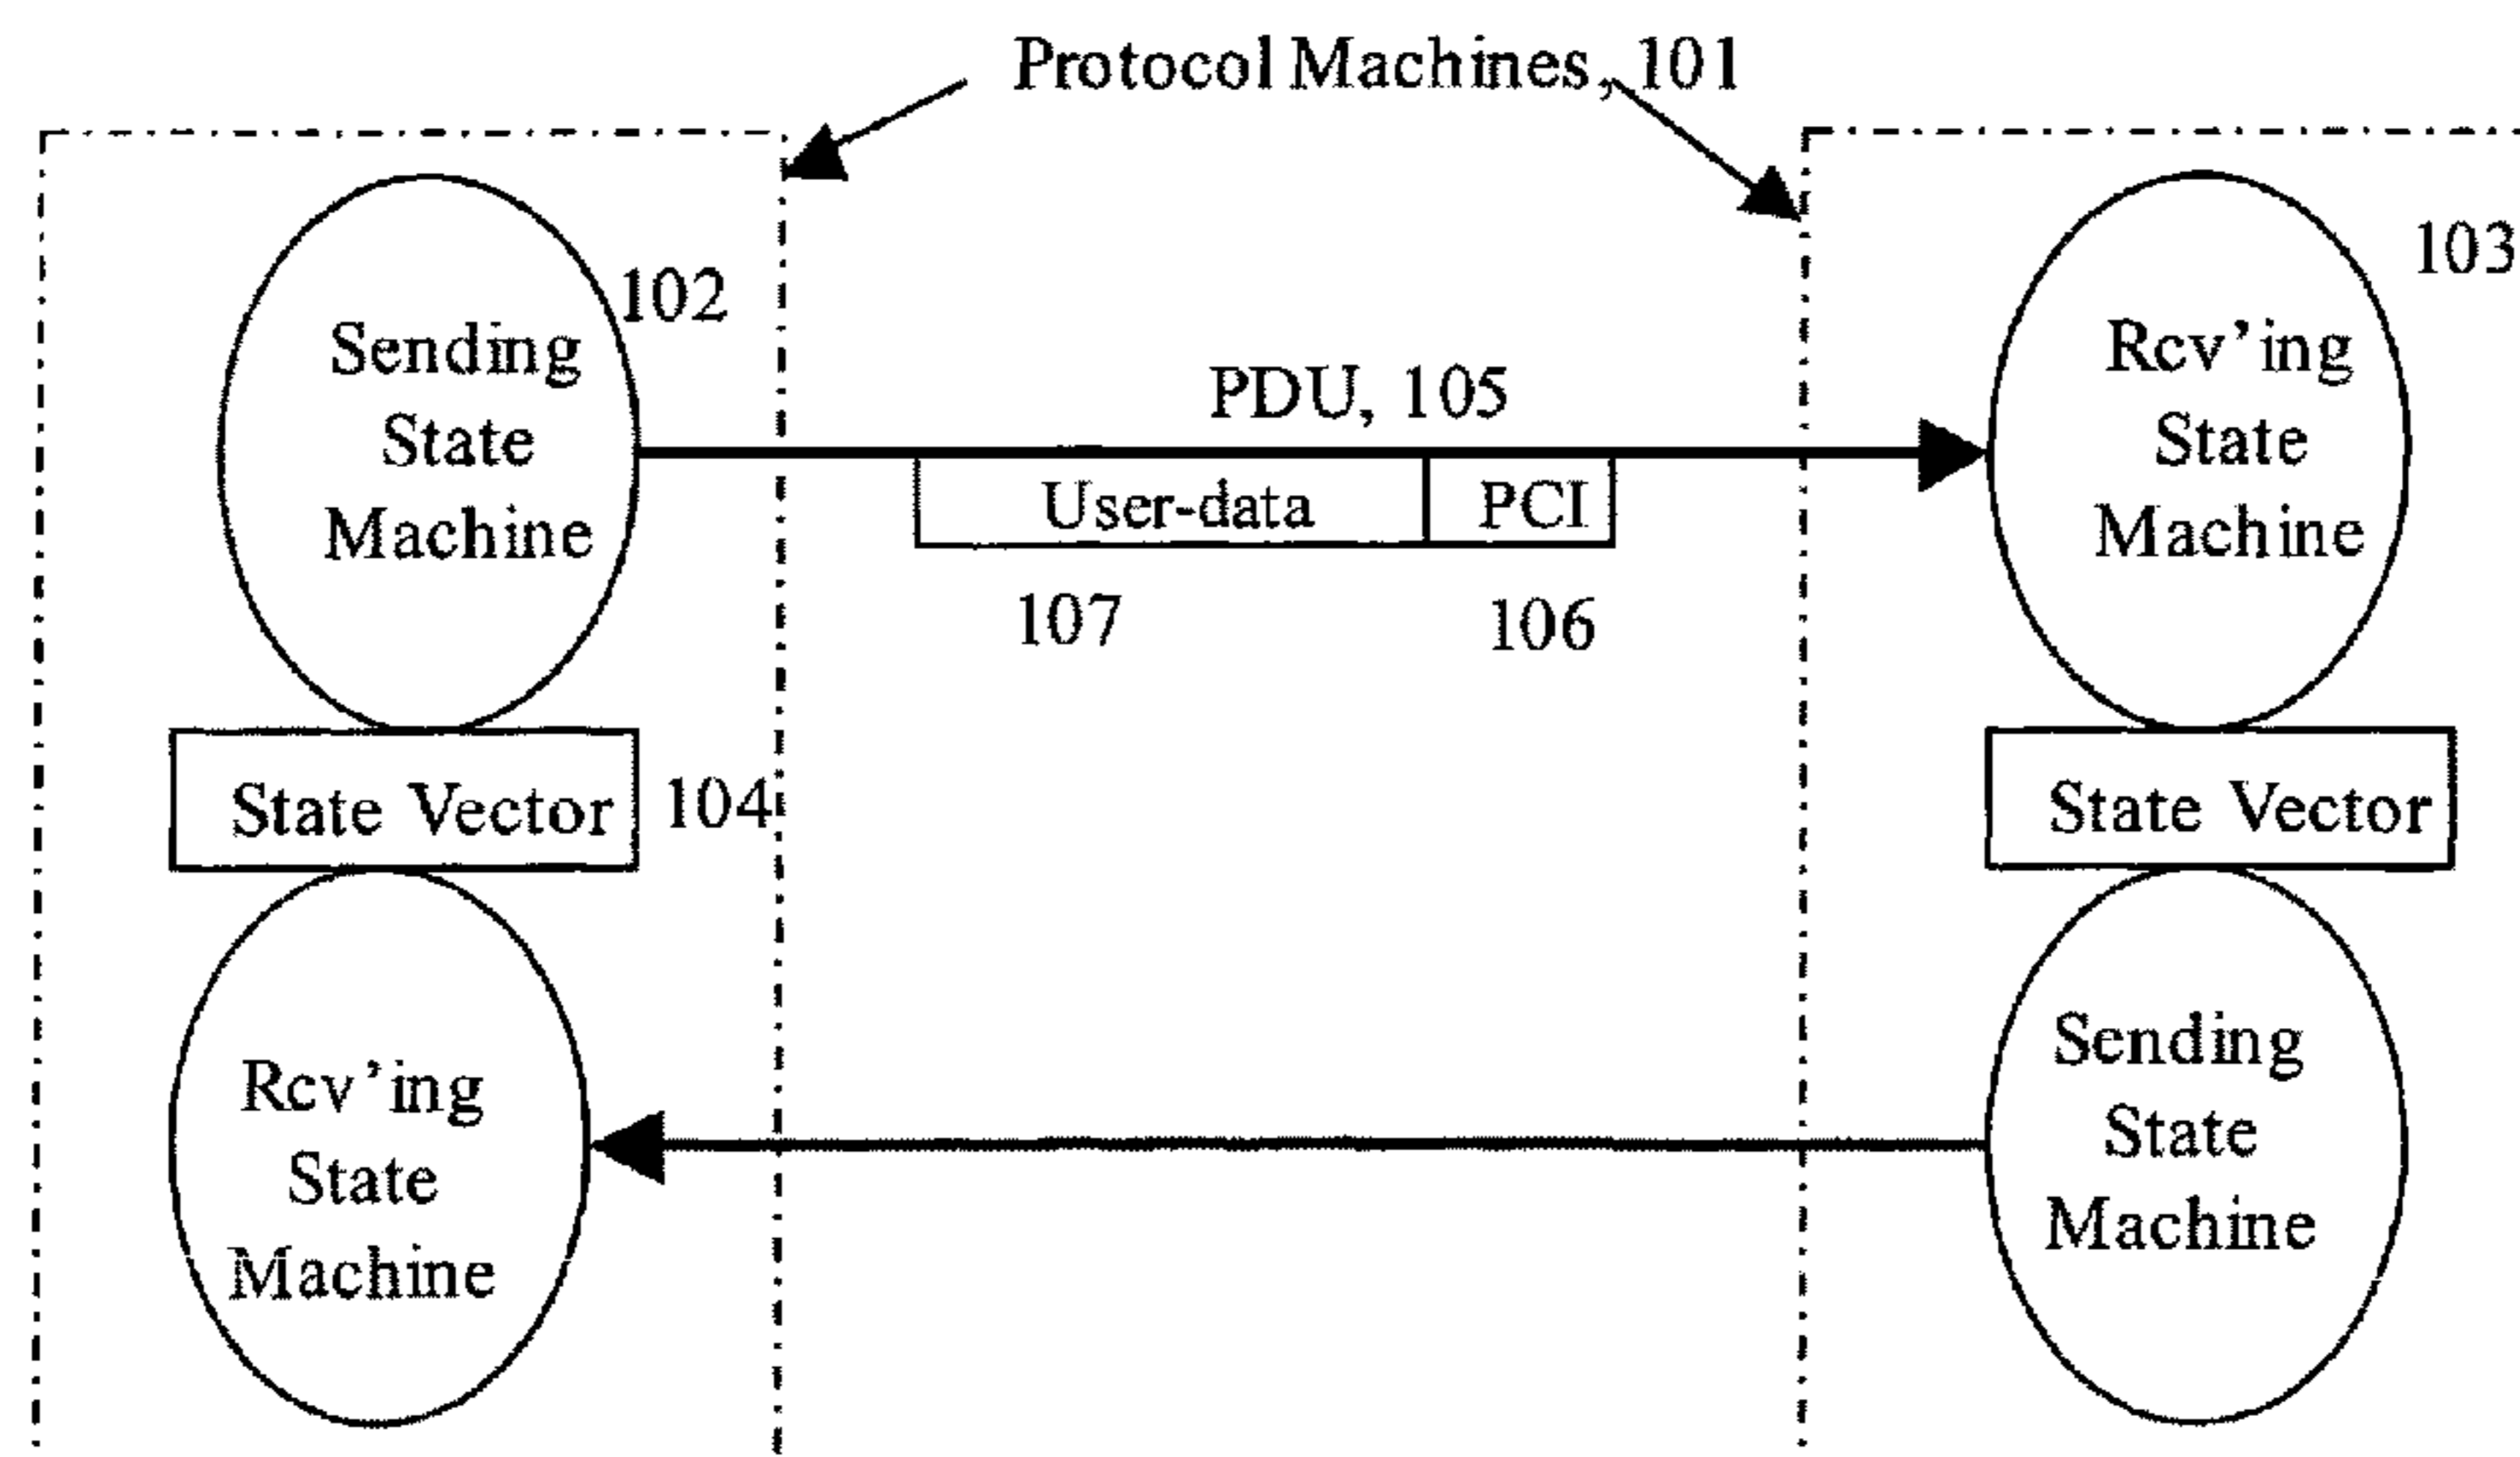 Protocol Machines, 101
102
103
Sending
State
Machine
PDU, 105
User-data
PCI
107
106
Rcv'ing
State
Machine
State Vector
104
State Vector
Rcv'ing
State
Machine
Sending
State
Machine